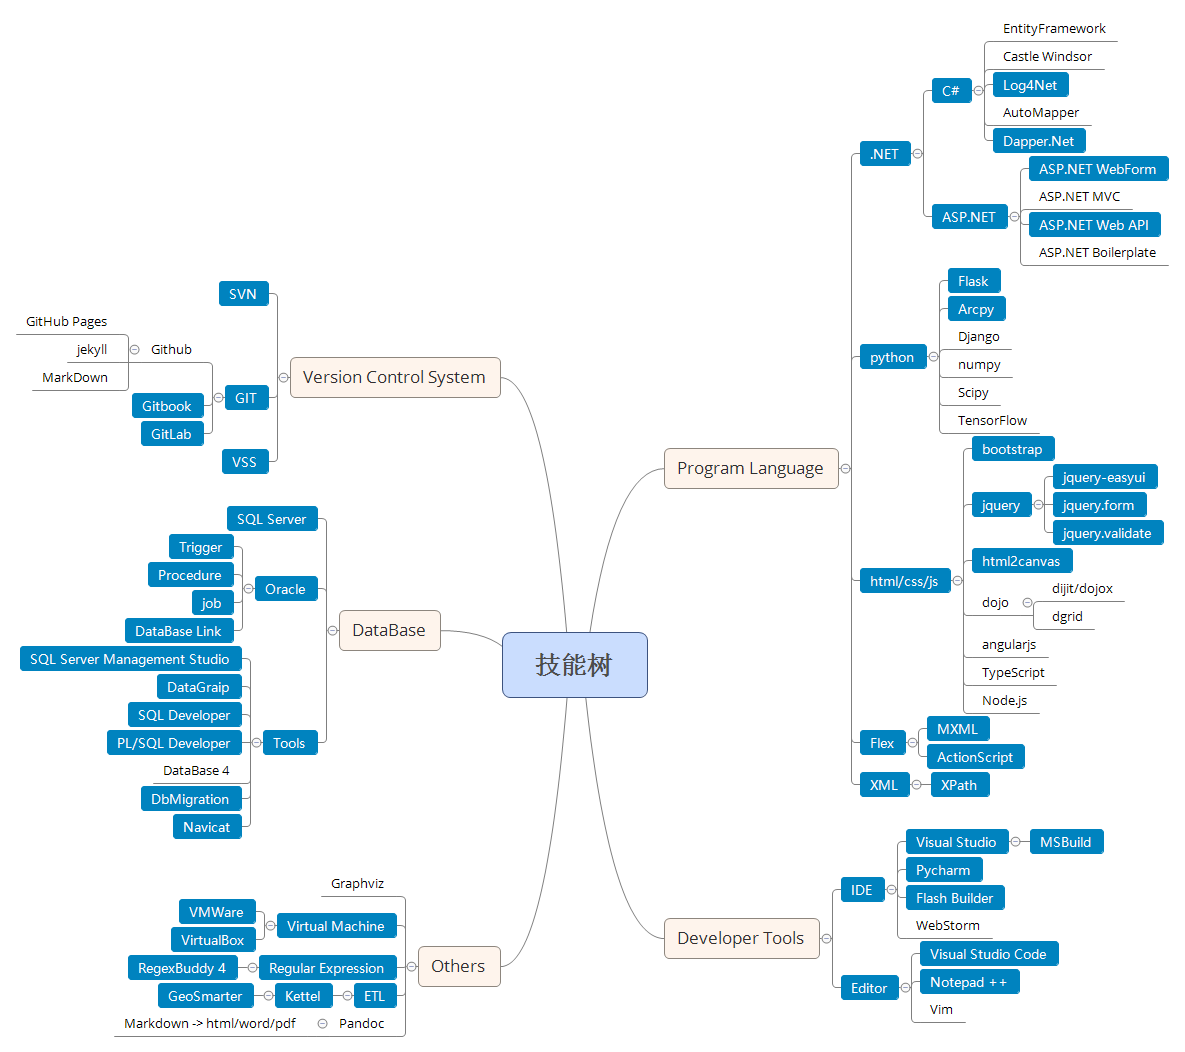 技能树
Program Language
.NET
C#
EntityFramework
Castle Windsor
Log4Net
AutoMapper
Dapper.Net
ASP.NET
ASP.NET WebForm
ASP.NET MVC
ASP.NET Web API
ASP.NET Boilerplate
python
Flask
Arcpy
Django
numpy
Scipy
TensorFlow
html/css/js
bootstrap
jquery
jquery-easyui
jquery.form
jquery.validate
html2canvas
dojo
dijit/dojox
dgrid
angularjs
TypeScript
Node.js
Flex
MXML
ActionScript
XML
XPath
Developer Tools
IDE
Visual Studio
MSBuild
Pycharm
Flash Builder
WebStorm
Editor
Visual Studio Code
Notepad ++
Vim
Version Control System
SVN
GIT
Github
GitHub Pages
jekyll
MarkDown
Gitbook
GitLab
VSS
DataBase
SQL Server
Oracle
Trigger
Procedure
job
DataBase Link
Tools
SQL Server Management Studio
DataGraip
SQL Developer
PL/SQL Developer
DataBase 4
DbMigration
Navicat
Others
Graphviz
Virtual Machine
VMWare
VirtualBox
Regular Expression
RegexBuddy 4
ETL
Kettel
GeoSmarter
Pandoc
Markdown -> html/word/pdf